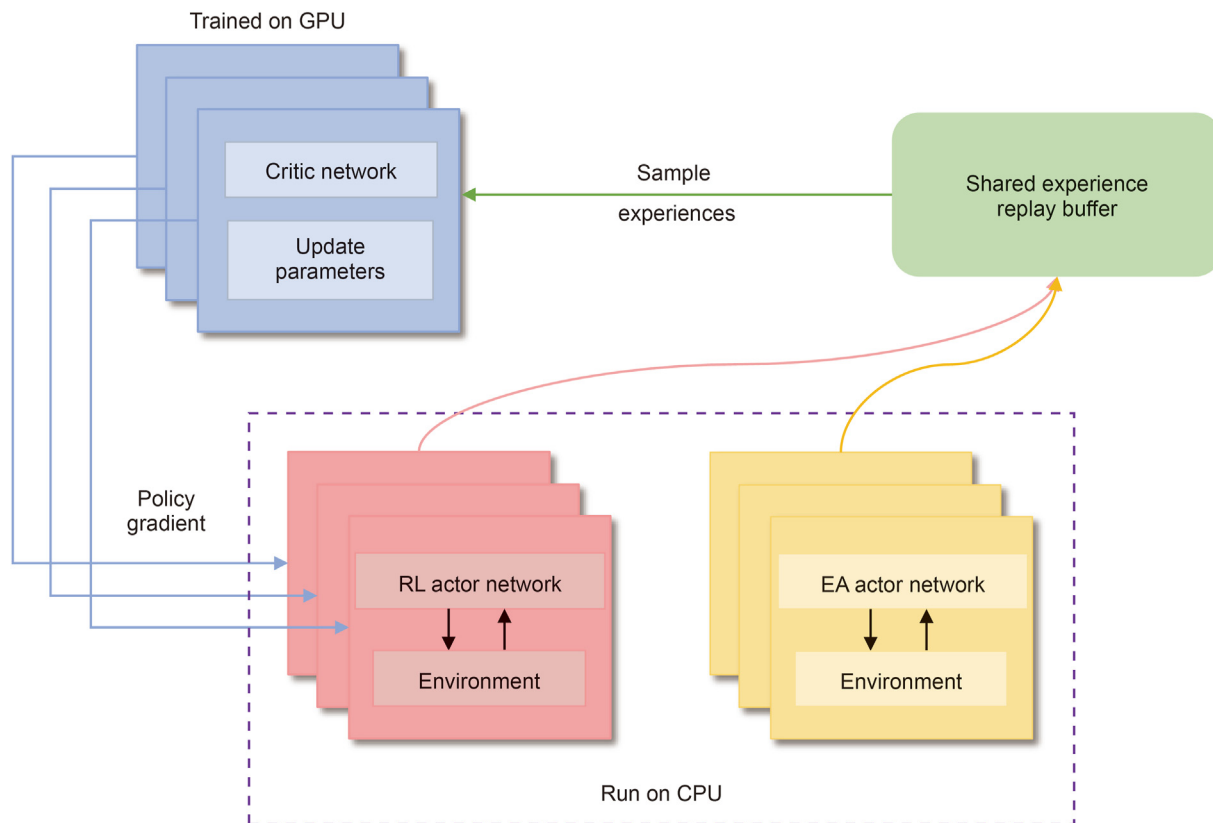 Trained on GPU
Critic network
Update
parameters
Sample
experiences
Shared experience
replay buffer
Policy
gradient
RL actor network
Environment
EA actor network
Environment
Run on CPU